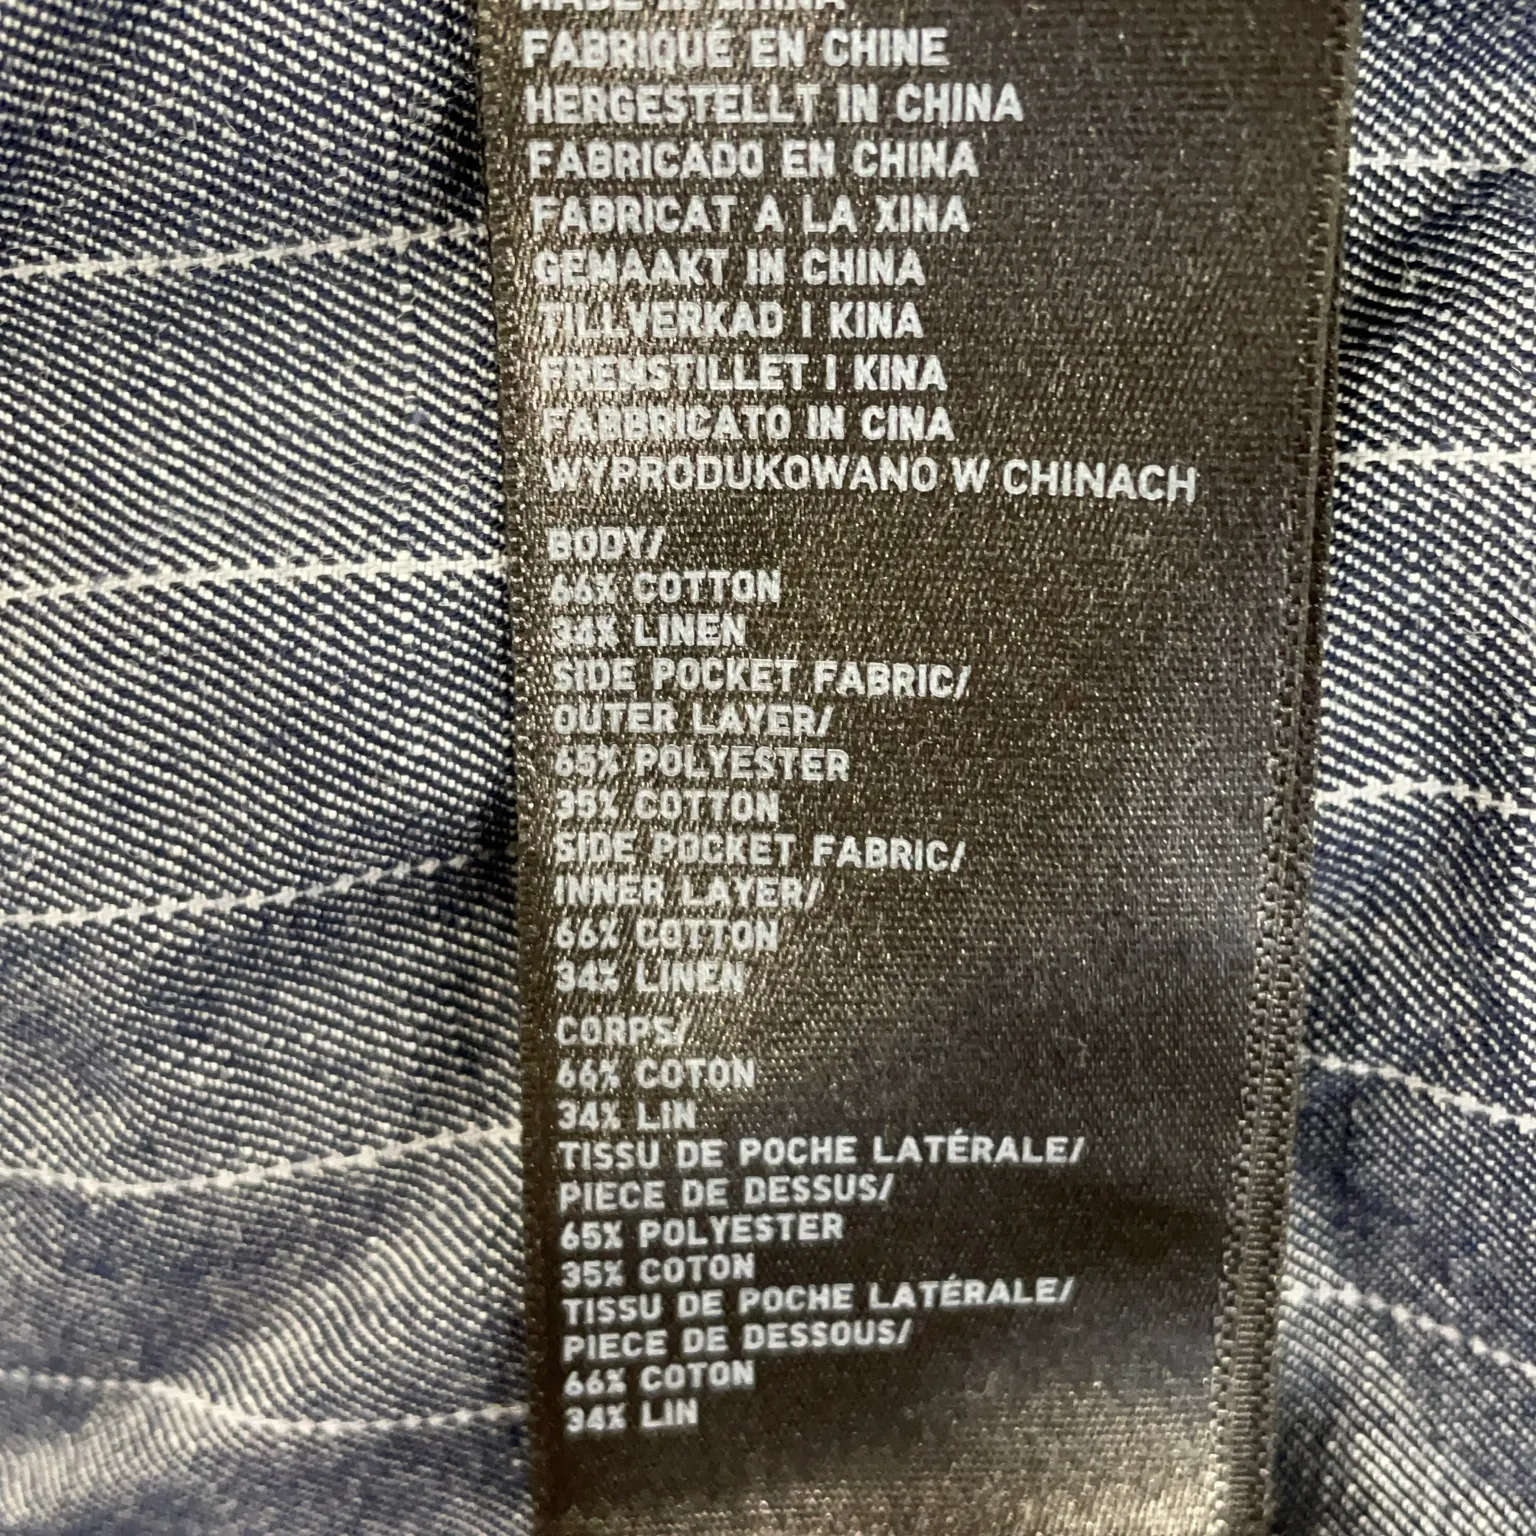 MADE IN CHINA
FABRIQUÉ EN CHINE
HERGESTELLT IN CHINA
FABRICADO EN CHINA
FABRICAT A LA XINA
GEMAAKT IN CHINA
TILLVERKAD I KINA
FREMSTILLET I KINA
FABBRICATO IN CINA
WYPRODUKOWANO W CHINACH
BODY/
66% COTTON
34% LINEN
SIDE POCKET FABRIC/
OUTER LAYER/
65% POLYESTER
35% COTTON
SIDE POCKET FABRIC/
INNER LAYER/
66% COTTON
34% LINEN
CORPS/
66% COTON
34% LIN
TISSU DE POCHE LATÉRALE/
PIECE DE DESSUS/
65% POLYESTER
35% COTON
TISSU DE POCHE LATÉRALE/
PIECE DE DESSOUS/
66% COTON
34% LIN